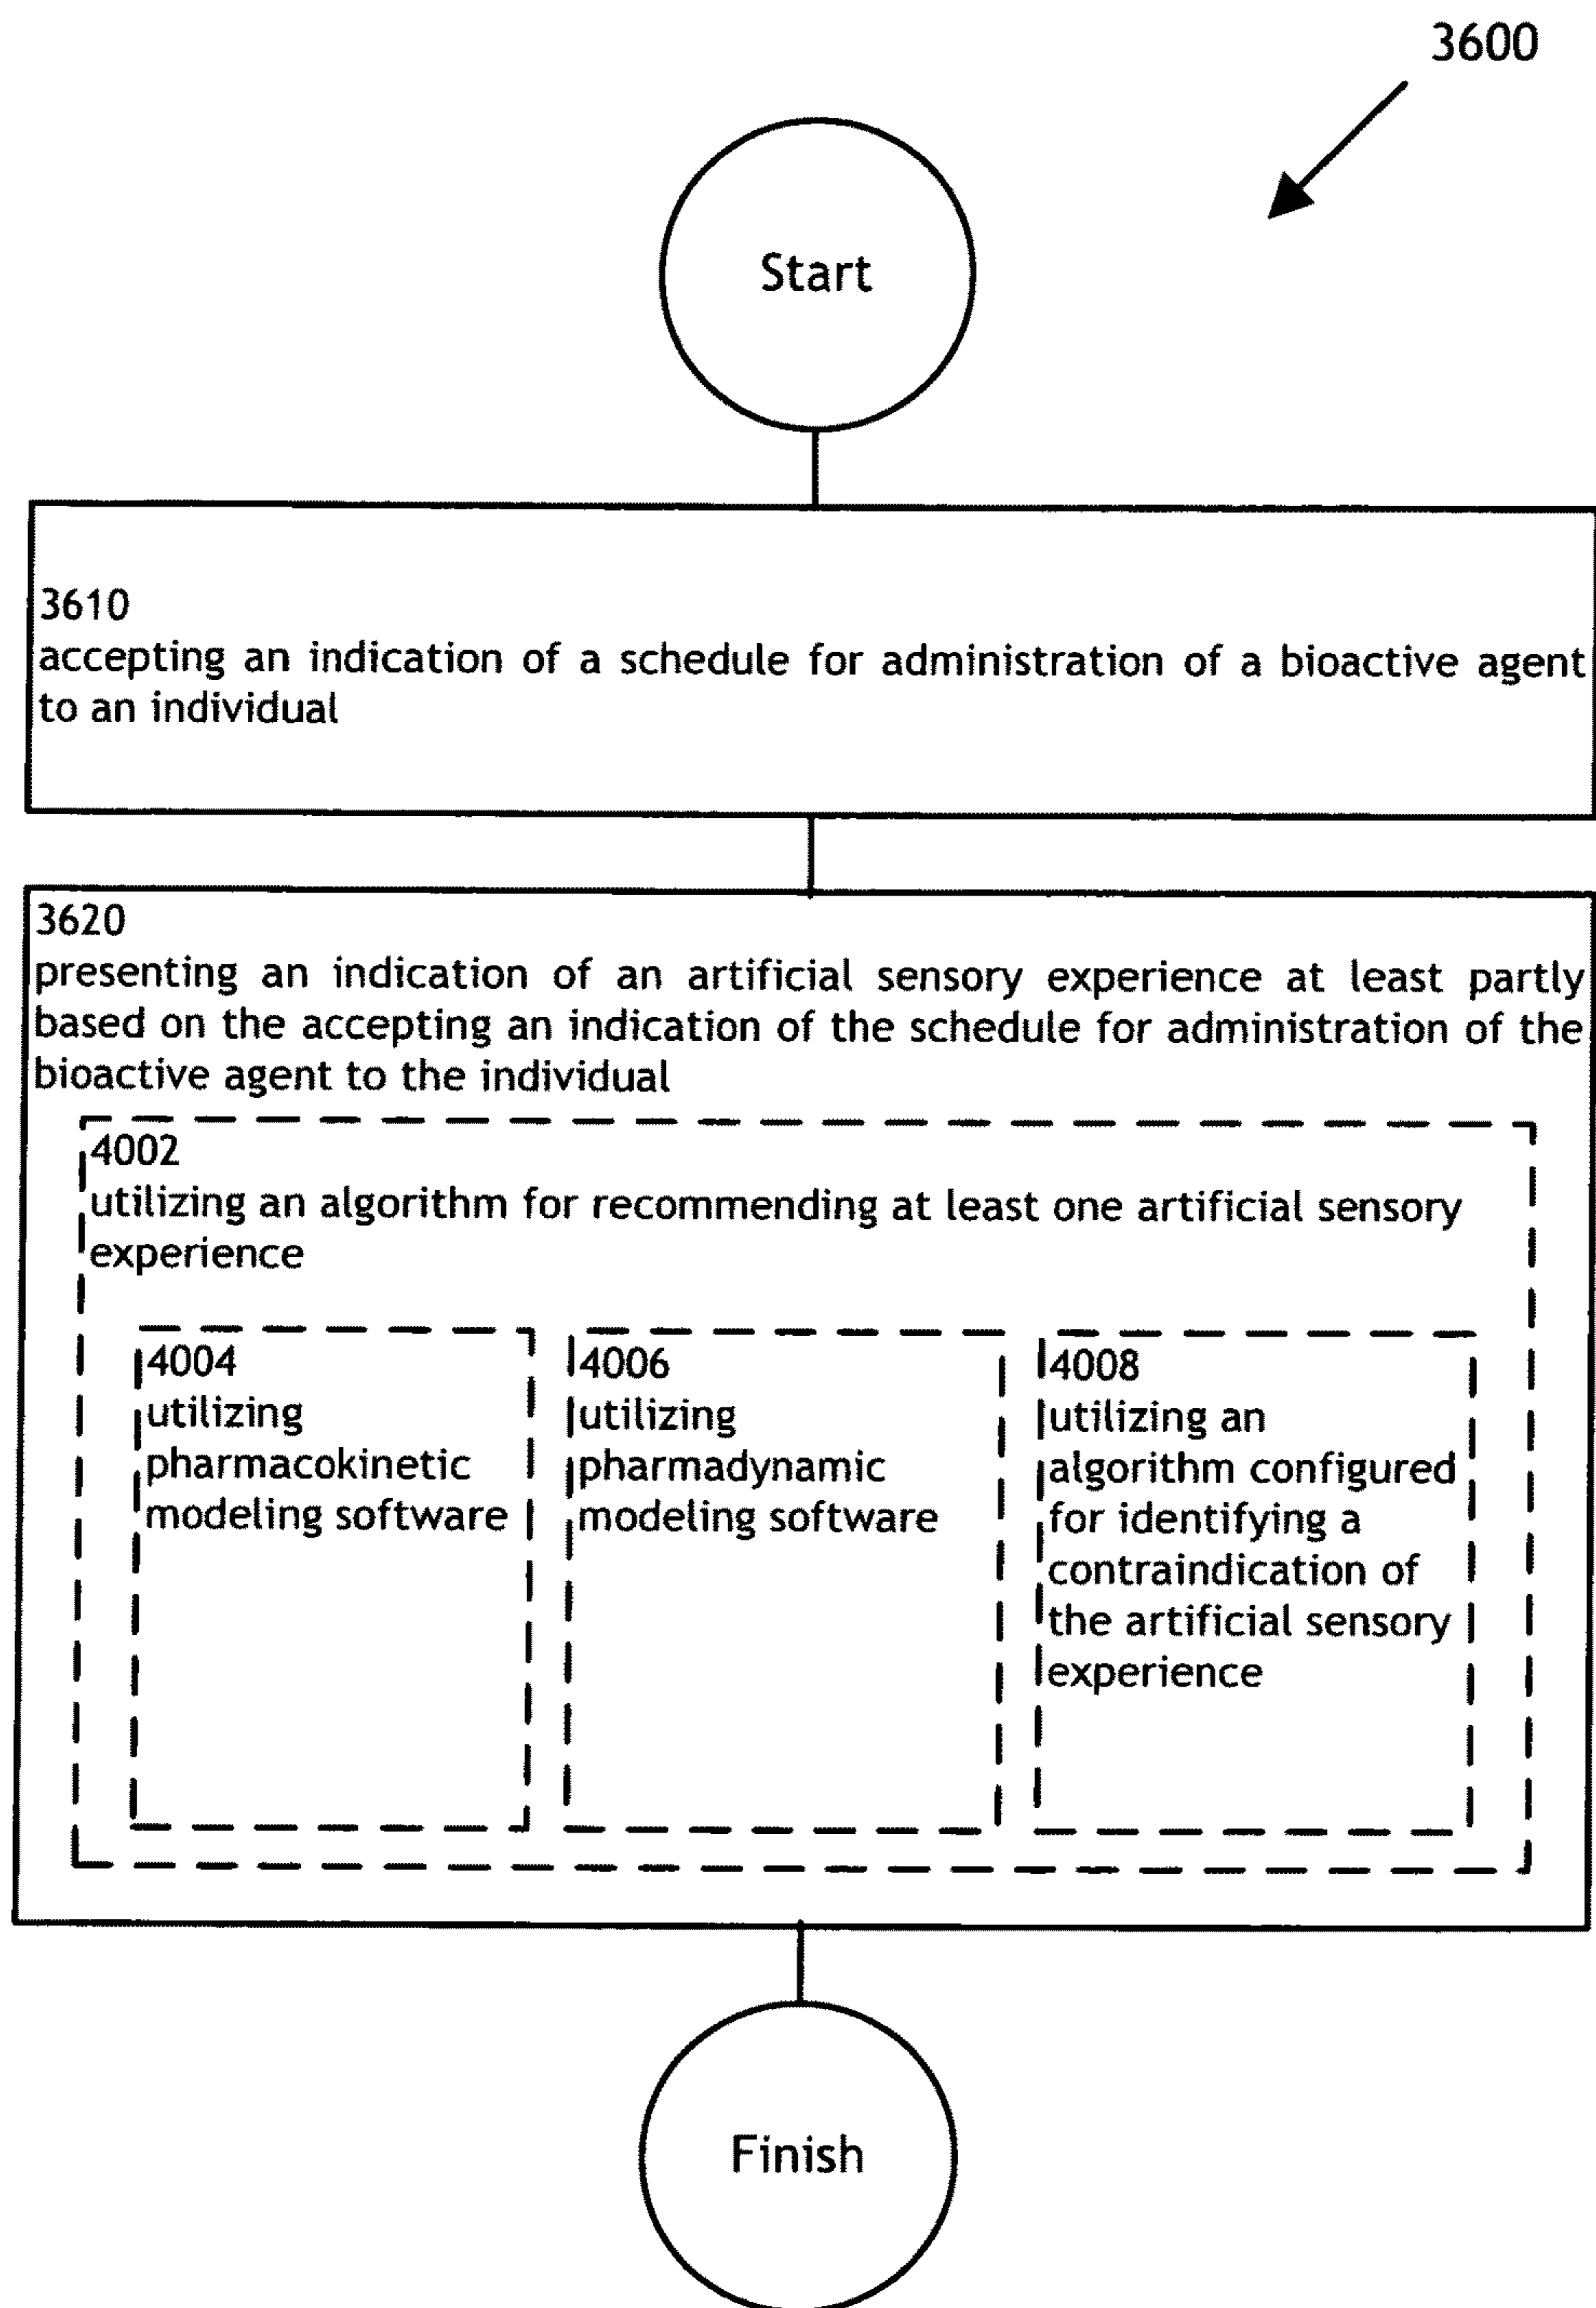 3600
Start
3610
accepting an indication of a schedule for administration of a bioactive agent
to an individual
3620
presenting an indication of an artificial sensory experience at least partly
based on the accepting an indication of the schedule for administration of the
bioactive agent to the individual
4002
utilizing an algorithm for recommending at least one artificial sensory
experience
4004
utilizing
pharmacokinetic
modeling software
4006
utilizing
pharmadynamic
modeling software
4008
utilizing an
algorithm configured
for identifying a
contraindication of
the artificial sensory
experience
Finish